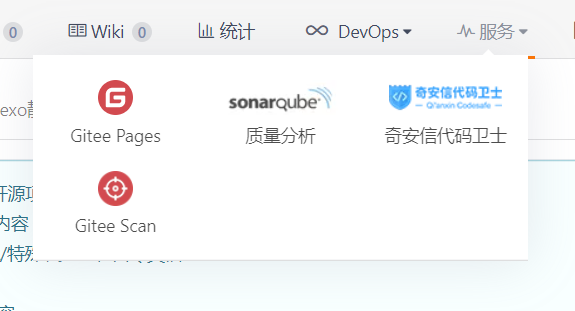 0 Wiki 0 统计 DevOps 服务
Gitee Pages
sonarqube
质量分析
奇安信代码卫士
Qi'anxin Codesafe
奇安信代码卫士
Gitee Scan
exo
开源项
内容
/特殊